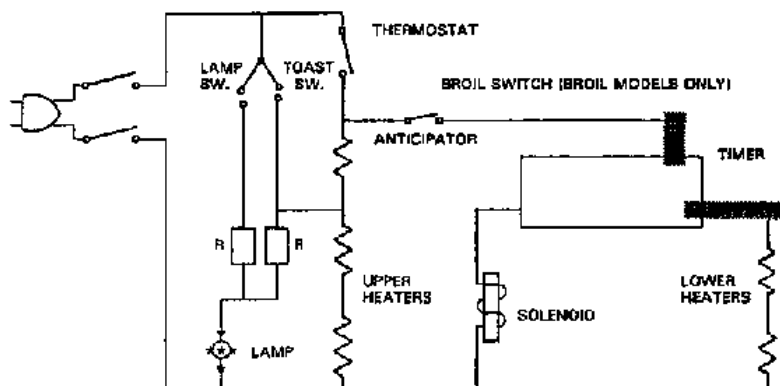 THERMOSTAT
LAMP
SW.
TOAST
SW.
BROIL SWITCH (BROIL MODELS ONLY)
ANTICIPATOR
TIMER
R
R
UPPER
HEATERS
LOWER
HEATERS
SOLENOID
LAMP